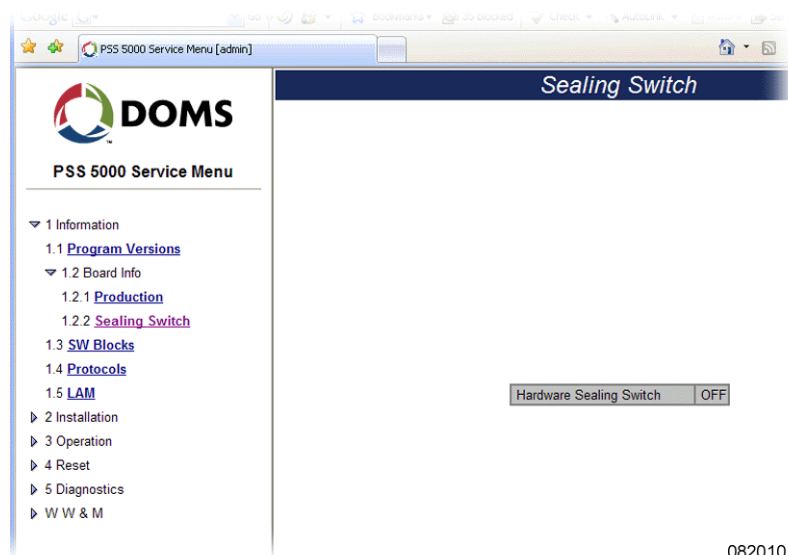 PSS 5000 Service Menu [admin]
DOMS
TM
PSS 5000 Service Menu
1 Information
1.1 Program Versions
1.2 Board Info
1.2.1 Production
1.2.2 Sealing Switch
1.3 SW Blocks
1.4 Protocols
1.5 LAM
2 Installation
3 Operation
4 Reset
5 Diagnostics
W W & M
Sealing Switch
Hardware Sealing Switch OFF
082010